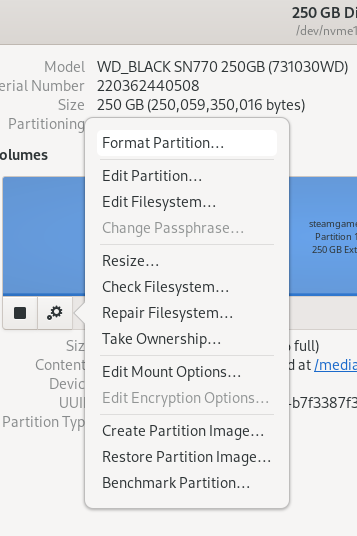 250 GB Di
/dev/nvme1
Model WD_BLACK SN770 250GB (731030WD)
erial Number 220362440508
Size 250 GB (250,059,350,016 bytes)
Partitioning
olumes
Format Partition…
Edit Partition…
Edit Filesystem…
Change Passphrase…
Resize…
Check Filesystem…
Repair Filesystem…
Take Ownership…
Edit Mount Options…
Edit Encryption Options…
Create Partition Image…
Restore Partition Image…
Benchmark Partition…
steamgame
Partition 1
250 GB Ext
Siz
full)
Content
d at /media
Devic
UUI
-b7f3387f3
Partition Typ